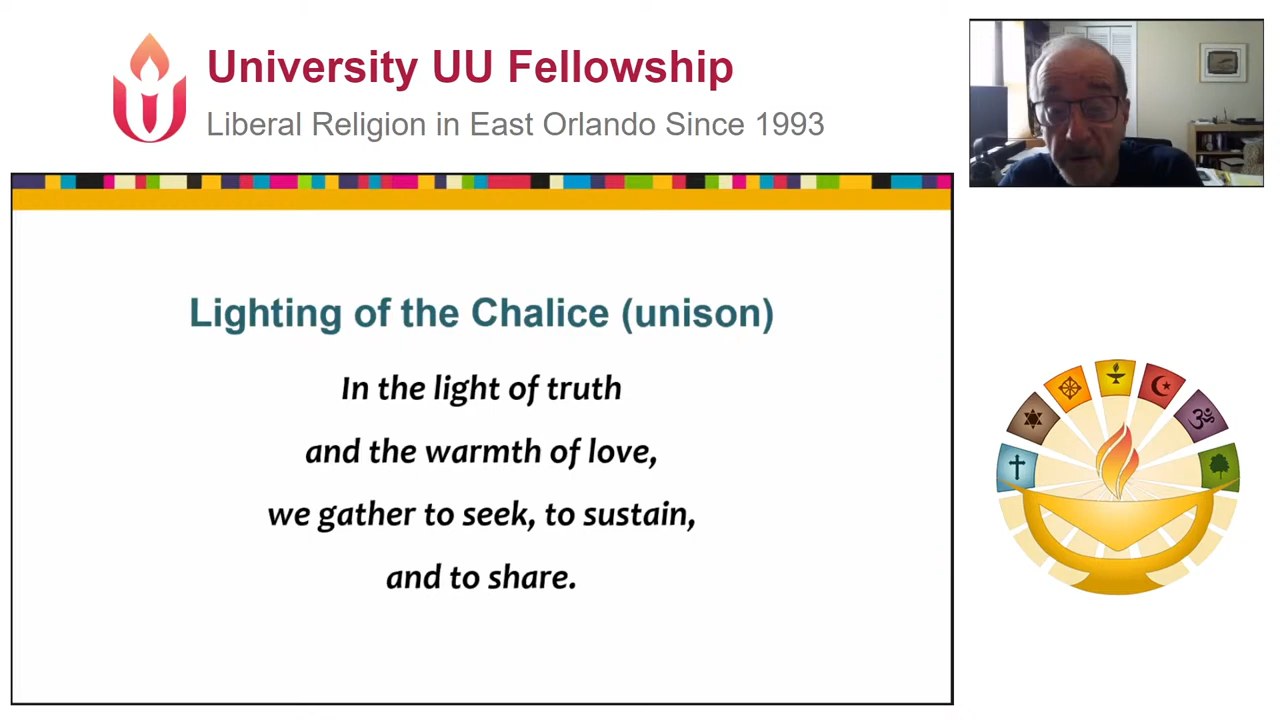 University UU Fellowship
Liberal Religion in East Orlando Since 1993
Lighting of the Chalice (unison)
In the light of truth
and the warmth of love,
we gather to seek, to sustain,
and to share.